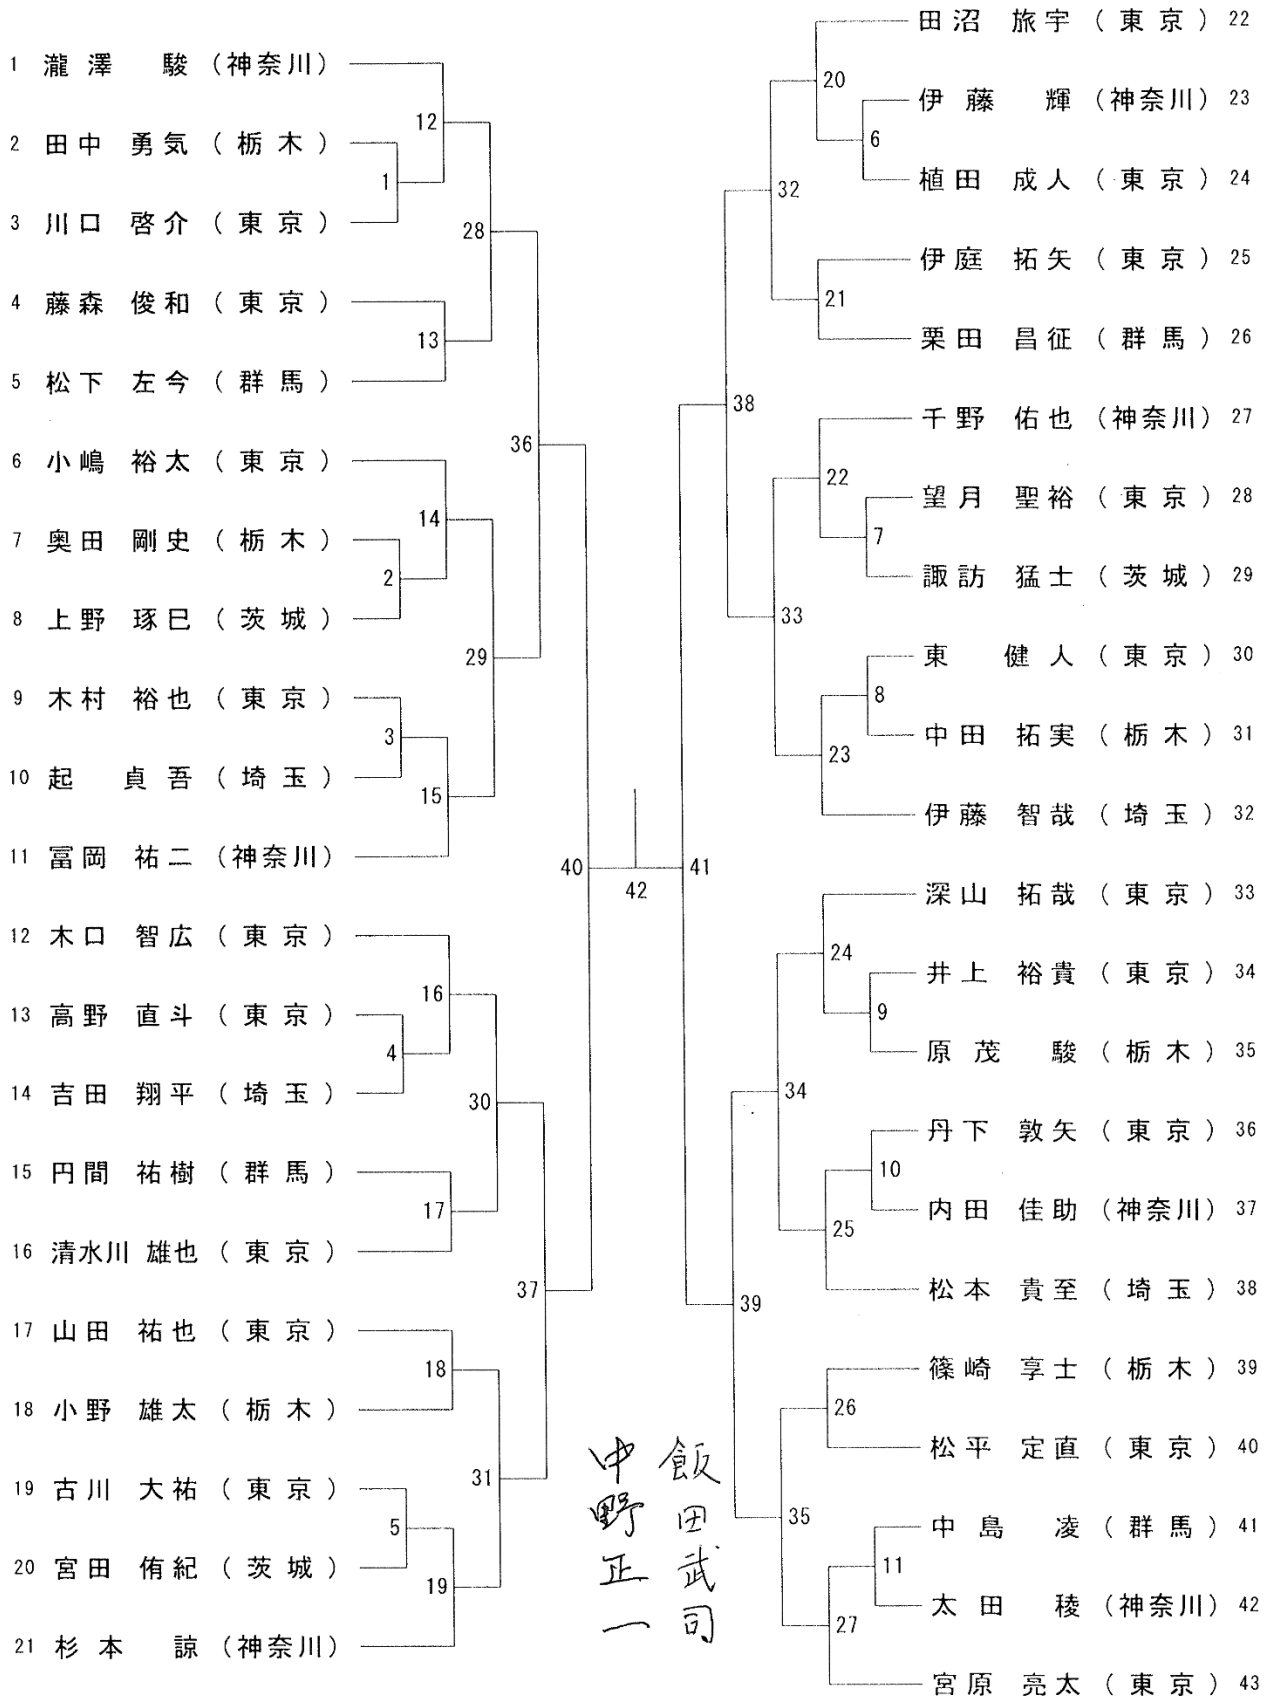 1 瀧澤 駿 (神奈川)
2 田中 勇気 (栃木)
3 川口 啓介 (東京)
4 藤森 俊和 (東京)
5 松下 左今 (群馬)
6 小嶋 裕太 (東京)
7 奥田 剛史 (栃木)
8 上野 琢巳 (茨城)
9 木村 裕也 (東京)
10 起 貞吾 (埼玉)
11 冨岡 祐二 (神奈川)
12 木口 智広 (東京)
13 高野 直斗 (東京)
14 吉田 翔平 (埼玉)
15 円間 祐樹 (群馬)
16 清水川 雄也 (東京)
17 山田 祐也 (東京)
18 小野 雄太 (栃木)
19 古川 大祐 (東京)
20 宮田 侑紀 (茨城)
21 杉本 諒 (神奈川)
1
2
3
4
5
12
13
14
15
16
17
18
19
28
29
30
31
36
37
40
42
41
38
39
32
33
34
35
20
21
22
23
24
25
26
27
6
7
8
9
10
11
田沼 旅宇 (東京) 22
伊藤 輝 (神奈川) 23
植田 成人 (東京) 24
伊庭 拓矢 (東京) 25
栗田 昌征 (群馬) 26
千野 佑也 (神奈川) 27
望月 聖裕 (東京) 28
諏訪 猛士 (茨城) 29
東 健人 (東京) 30
中田 拓実 (栃木) 31
伊藤 智哉 (埼玉) 32
深山 拓哉 (東京) 33
井上 裕貴 (東京) 34
原茂 駿 (栃木) 35
丹下 敦矢 (東京) 36
内田 佳助 (神奈川) 37
松本 貴至 (埼玉) 38
篠崎 享士 (栃木) 39
松平 定直 (東京) 40
中島 凌 (群馬) 41
太田 稜 (神奈川) 42
宮原 亮太 (東京) 43
飯田武司
中野正一